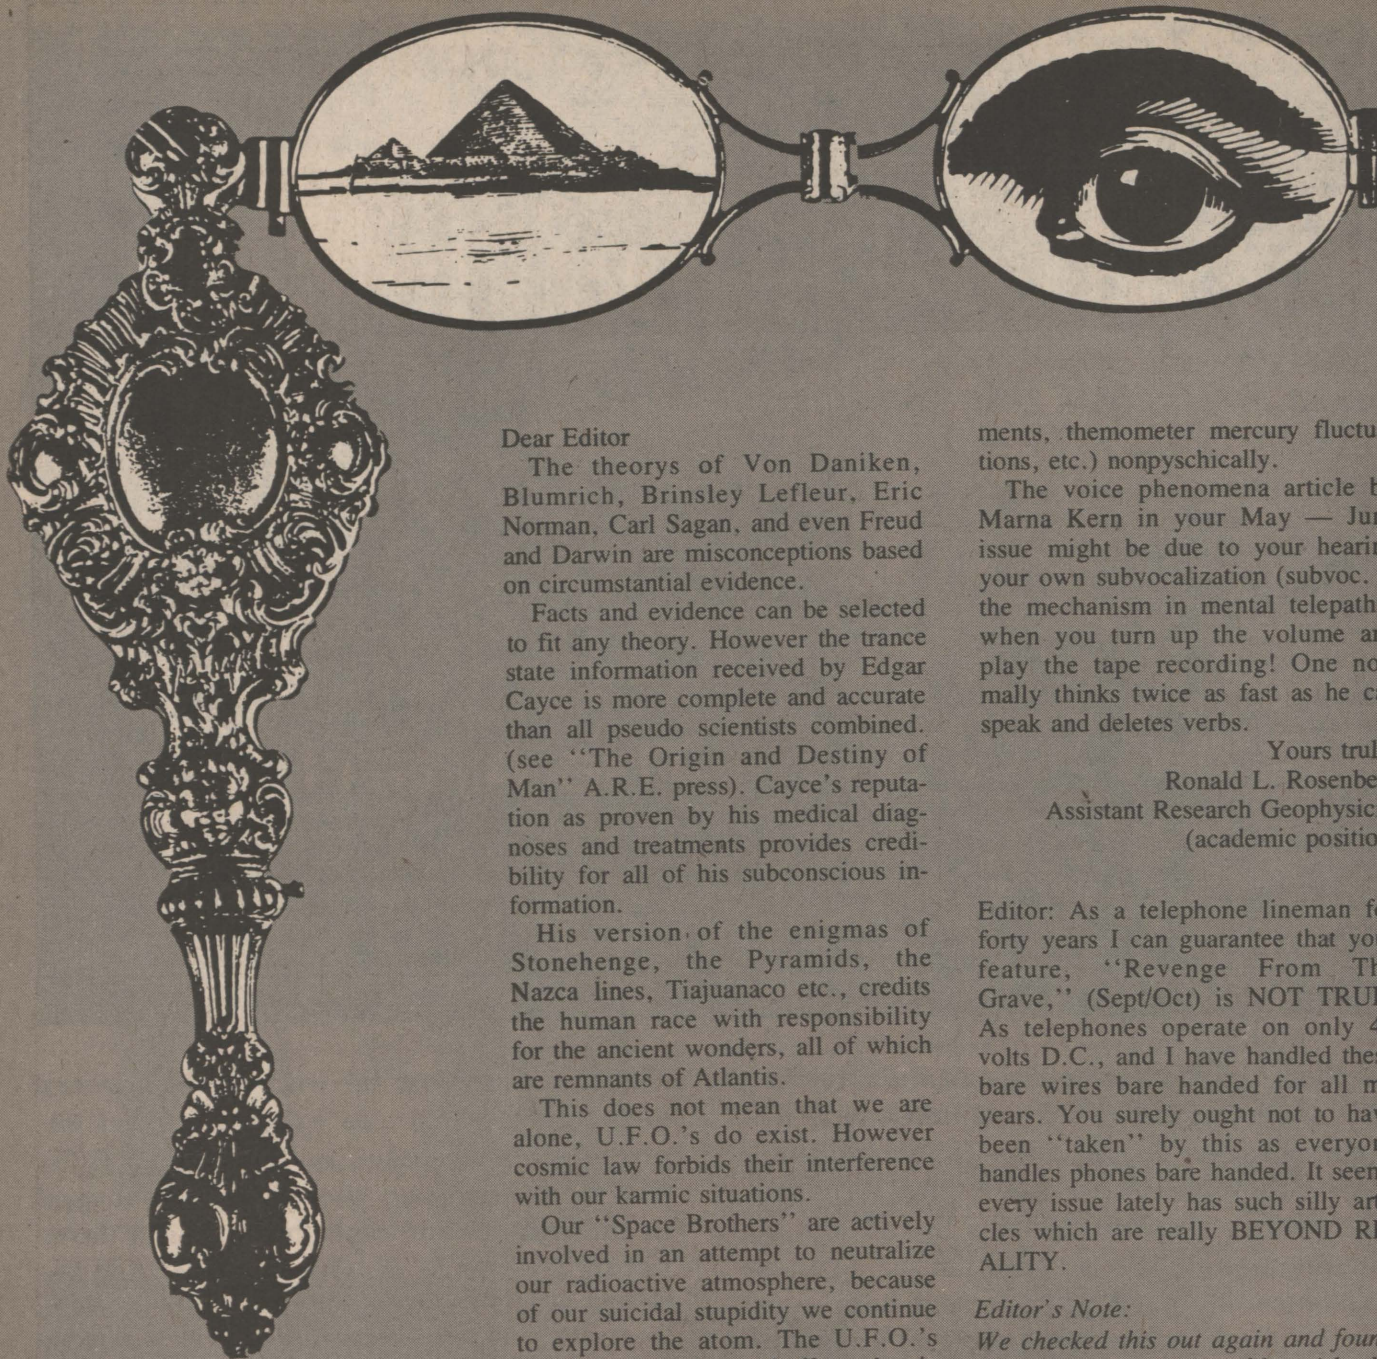 Dear Editor
The theorys of Von Daniken,
Blumrich, Brinsley Lefleur, Eric
Norman, Carl Sagan, and even Freud
and Darwin are misconceptions based
on circumstantial evidence.
Facts and evidence can be selected
to fit any theory. However the trance
state information received by Edgar
Cayce is more complete and accurate
than all pseudo scientists combined.
(see ‘‘The Origin and Destiny of
Man’’ A.R.E. press). Cayce’s reputa-
tion as proven by his medical diag-
noses and treatments provides credi-
bility for all of his subconscious in-
formation.
His version of the enigmas of
Stonehenge, the Pyramids, the
Nazca lines, Tiajuanaco etc., credits
the human race with responsibility
for the ancient wonders, all of which
are remnants of Atlantis.
This does not mean that we are
alone, U.F.O.’s do exist. However
cosmic law forbids their interference
with our karmic situations.
Our ‘‘Space Brothers’’ are actively
involved in an attempt to neutralize
our radioactive atmosphere, because
of our suicidal stupidity we continue
to explore the atom. The U.F.O.’s
ments, themometer mercury fluctu
tions, etc.) nonpyschically.
The voice phenomena article
Marna Kern in your May — Jun
issue might be due to your hearin
your own subvocalization (subvoc.
the mechanism in mental telepath
when you turn up the volume an
play the tape recording! One no
mally thinks twice as fast as he ca
speak and deletes verbs.
Yours trul
Ronald L. Rosenbe
Assistant Research Geophysic
(academic positio
Editor: As a telephone lineman fo
forty years I can guarantee that you
feature, ‘‘Revenge From Th
Grave,’’ (Sept/Oct) is NOT TRUE
As telephones operate on only 4
volts D.C., and I have handled thes
bare wires bare handed for all m
years. You surely ought not to hav
been ‘‘taken’’ by this as everyon
handles phones bare handed. It seem
every issue lately has such silly arti
cles which are really BEYOND RE
ALITY.
Editor’s Note:
We checked this out again and foun